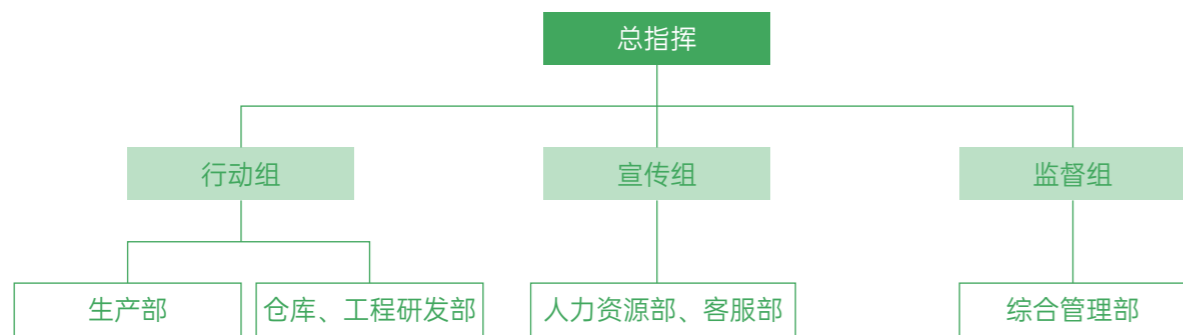 总指挥
行动组
宣传组
监督组
生产部
仓库、工程研发部
人力资源部、客服部
综合管理部